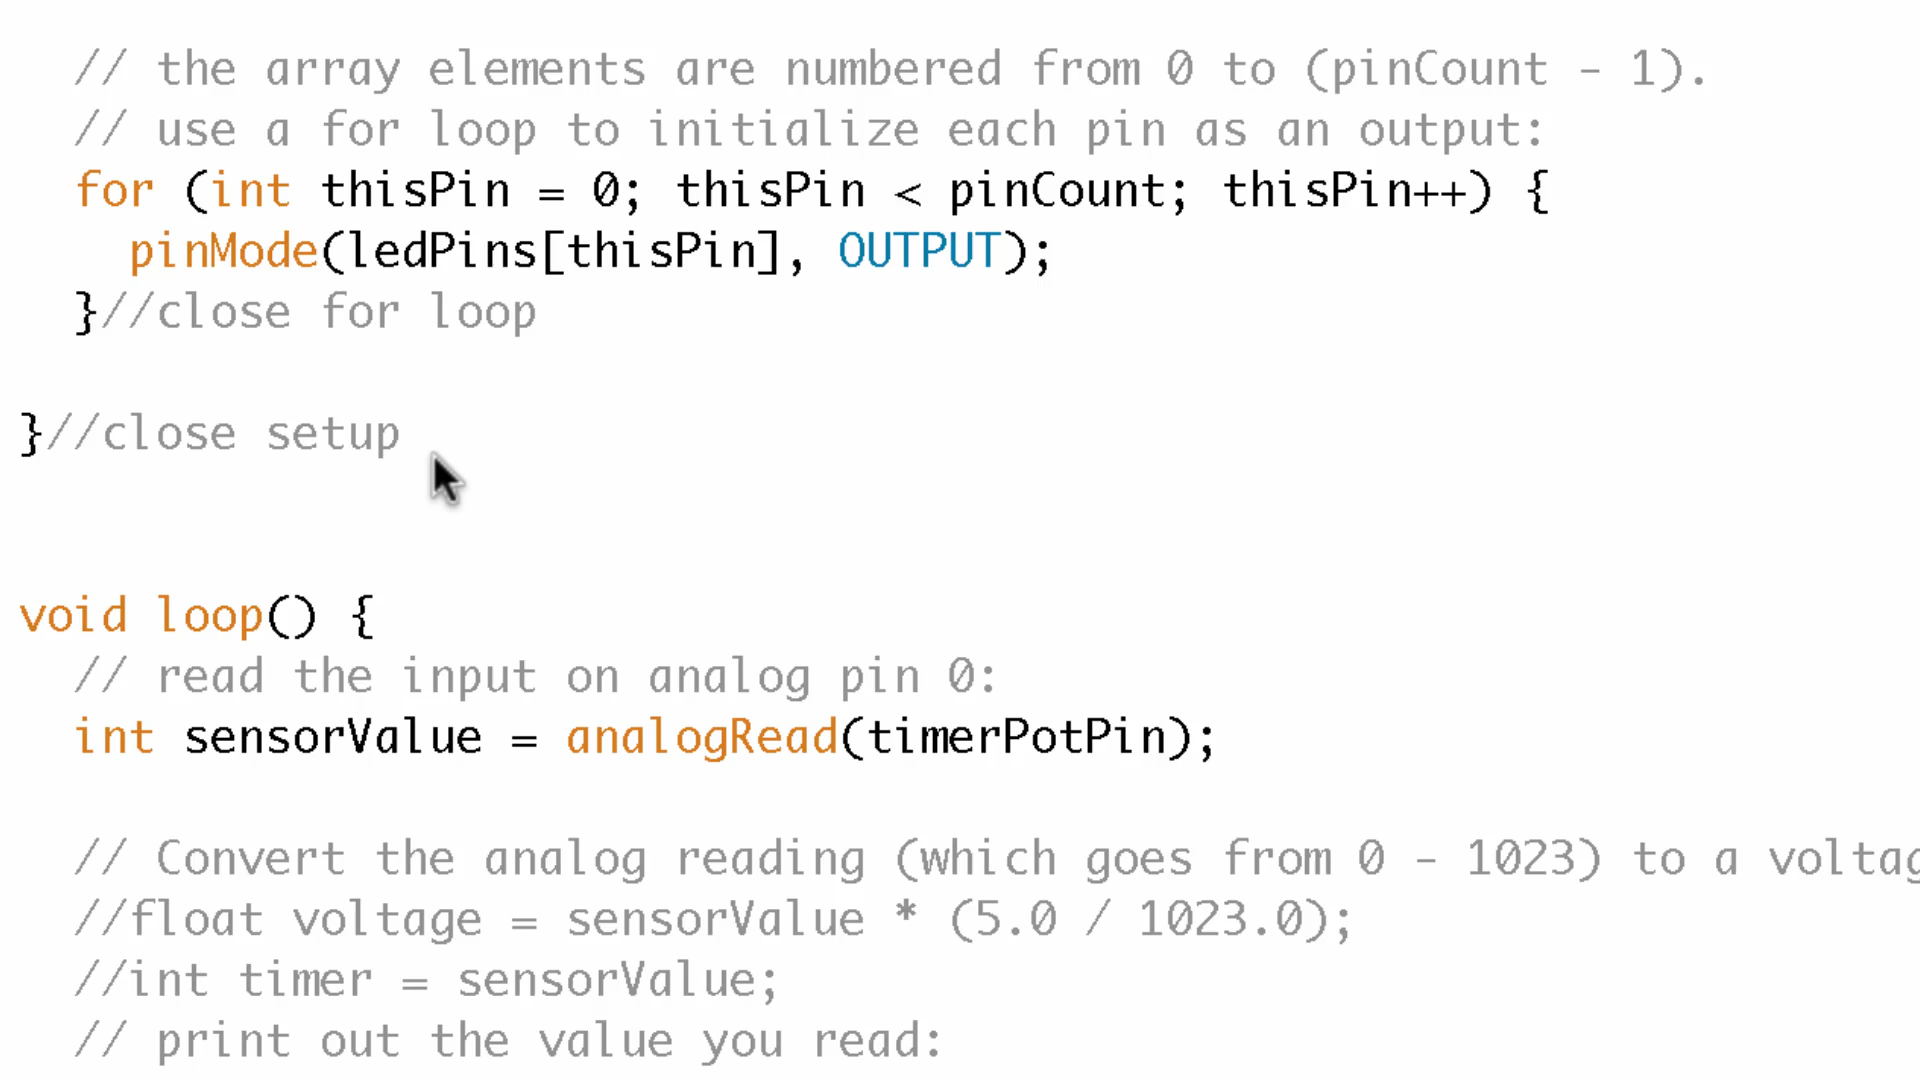 // the array elements are numbered from 0 to (pinCount - 1).
// use a for loop to initialize each pin as an output:
for (int thisPin = 0; thisPin < pinCount; thisPin++) {
pinMode(ledPins[thisPin], OUTPUT);
}//close for loop
}//close setup
void loop() {
// read the input on analog pin 0:
int sensorValue = analogRead(timerPotPin);
// Convert the analog reading (which goes from 0 - 1023) to a voltag
//float voltage = sensorValue * (5.0 / 1023.0);
//int timer = sensorValue;
// print out the value you read: